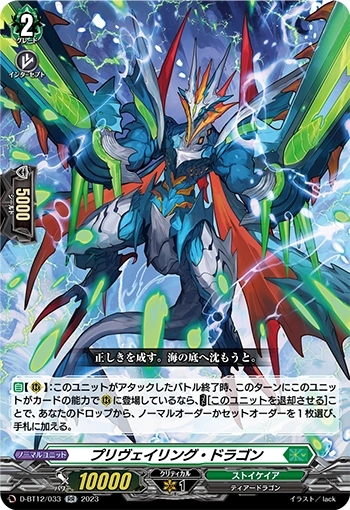 2
グレード
インターセプト
5000
シールド
正しきを成す。海の底へ沈もうと。
自【R】:このユニットがアタックしたバトル終了時、このターンにこのユニット
がカードの能力でRに登場しているなら、コスト[このユニットを退却させる]こ
とで、あなたのドロップから、ノーマルオーダーかセットオーダーを1枚選び、
手札に加える。
ノーマルユニット
プリヴェイリング・ドラゴン
パワー
10000
クリティカル
1
ストイケイア
ティアードラゴン
D-BT12/033 RR 2023
イラスト/lack